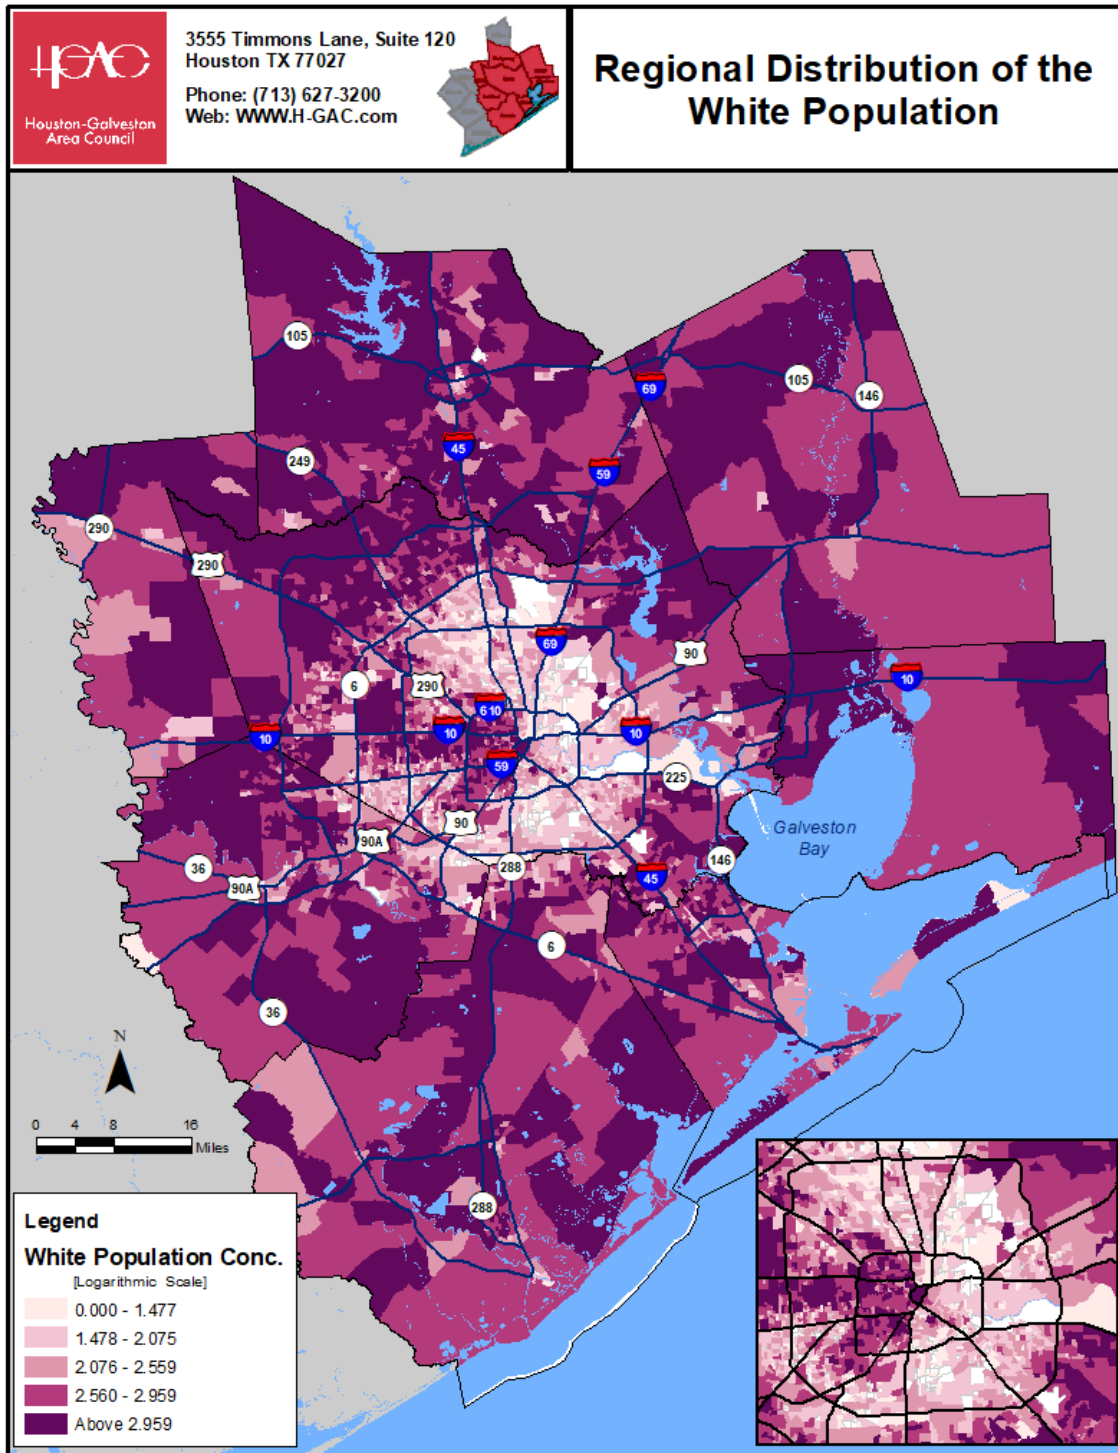 HGAC
Houston-Galveston
Area Council
3555 Timmons Lane, Suite 120
Houston TX 77027
Phone: (713) 627-3200
Web: WWW.H-GAC.com
Regional Distribution of the
White Population
105
69
105
146
45
249
59
290
290
69
90
6
290
610
10
10
10
10
59
225
90
90A
Galveston
Bay
36
90A
288
146
45
6
36
N
0 4 8 16
Miles
288
Legend
White Population Conc.
[Logarithmic Scale]
0.000 - 1.477
1.478 - 2.075
2.076 - 2.559
2.560 - 2.959
Above 2.959